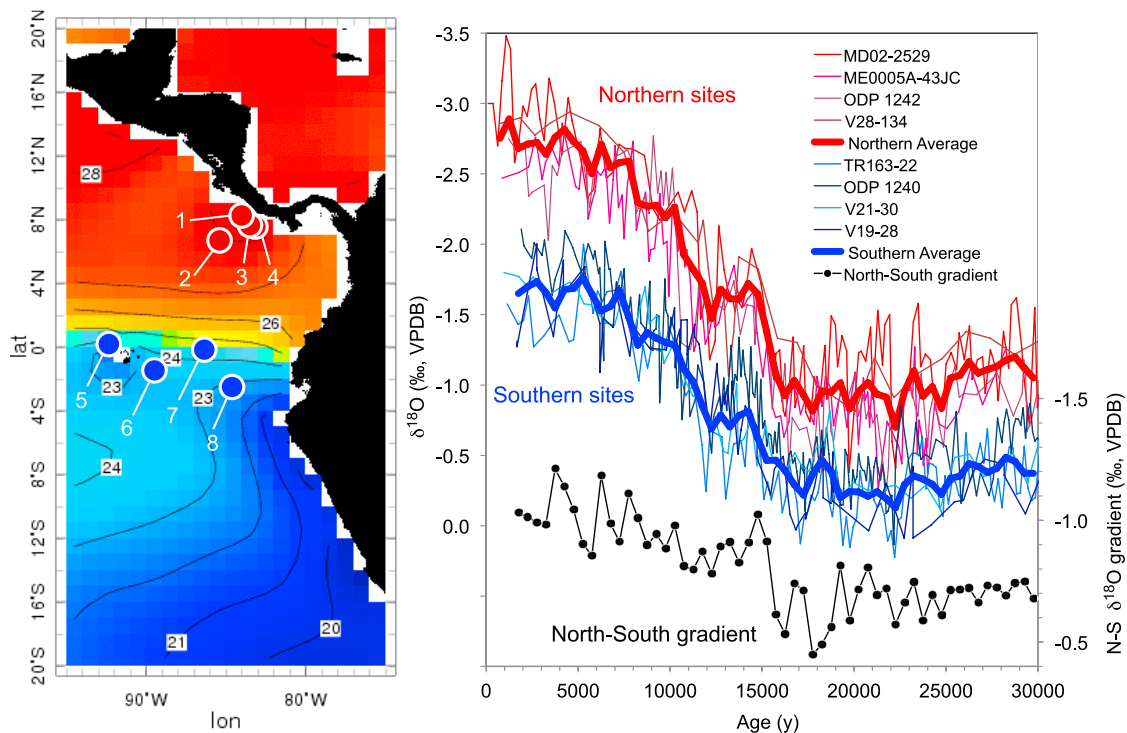 20°N
16°N
12°N
8°N
4°N
0°
4°S
8°S
12°S
16°S
20°S
lat
90°W
80°W
lon
28
26
24
23
23
24
21
20
1
2
3
4
5
6
7
8
δ18O (‰, VPDB)
-3.5
-3.0
-2.5
-2.0
-1.5
-1.0
-0.5
0.0
Northern sites
Southern sites
North-South gradient
MD02-2529
ME0005A-43JC
ODP 1242
V28-134
Northern Average
TR163-22
ODP 1240
V21-30
V19-28
Southern Average
North-South gradient
-1.5
-1.0
-0.5
N-S δ18O gradient (‰, VPDB)
0
5000
10000
15000
20000
25000
30000
Age (y)